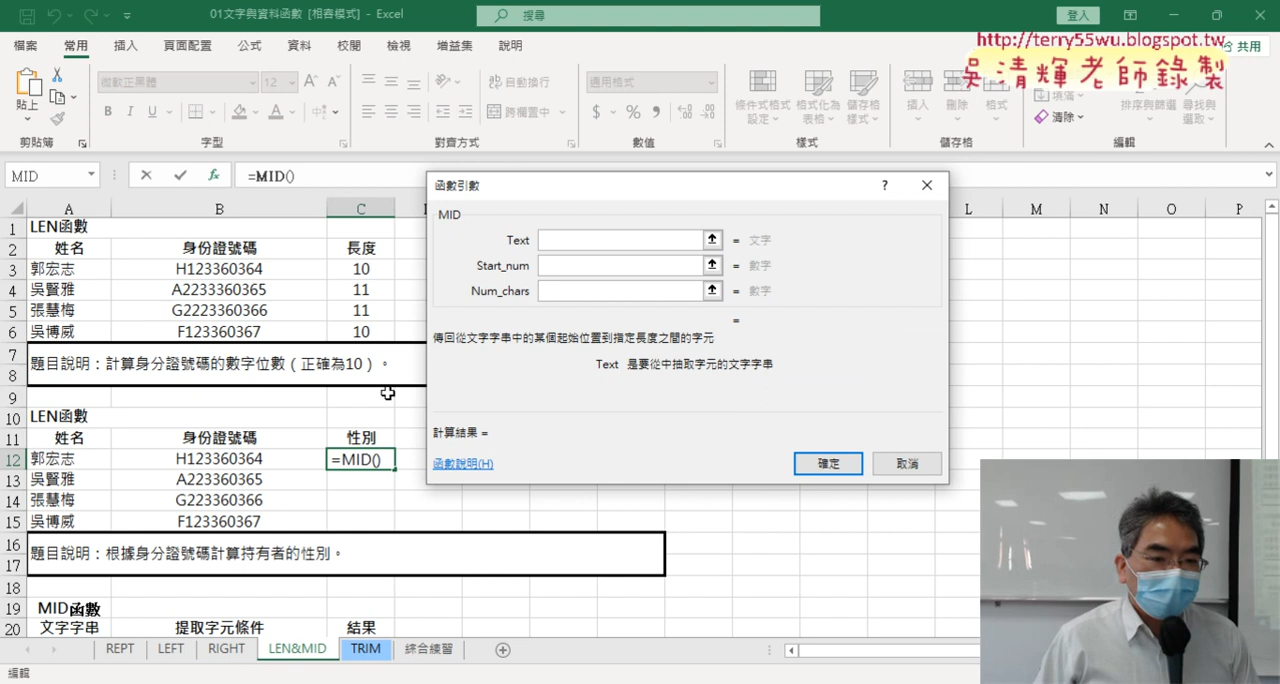 01文字與資料函數 [相容模式] - Excel
搜尋
登入
http://terry55wu.blogspot.tw
吳清輝老師錄製
檔案 常用 插入 頁面配置 公式 資料 校閱 檢視 增益集 說明
共用
貼上
微軟正黑體 12
B I U
自動換行
跨欄置中
通用格式
$ % 9
條件式格式設定
格式化為表格
儲存格樣式
插入 刪除 格式
填滿
清除
排序與篩選
尋找與選取
剪貼簿 字型 對齊方式 數值 樣式 儲存格 編輯
MID
fx
=MID()
A B C L M N O P
1 LEN函數
2 姓名 身份證號碼 長度
3 郭宏志 H123360364 10
4 吳賢雅 A2233360365 11
5 張慧梅 G2223360366 11
6 吳博威 F123360367 10
7
8
題目說明：計算身分證號碼的數字位數（正確為10）。
9
10 LEN函數
11 姓名 身份證號碼 性別
12 郭宏志 H123360364 =MID()
13 吳賢雅 A223360365
14 張慧梅 G223360366
15 吳博威 F123360367
16
17
題目說明：根據身分證號碼計算持有者的性別。
18
19 MID函數
20 文字字串 提取字元條件 結果
函數引數
?
MID
Text = 文字
Start_num = 數字
Num_chars = 數字
=
傳回從文字字串中的某個起始位置到指定長度之間的字元
Text 是要從中抽取字元的文字字串
計算結果 =
函數說明(H)
確定
取消
REPT LEFT RIGHT LEN&MID TRIM 綜合練習
編輯